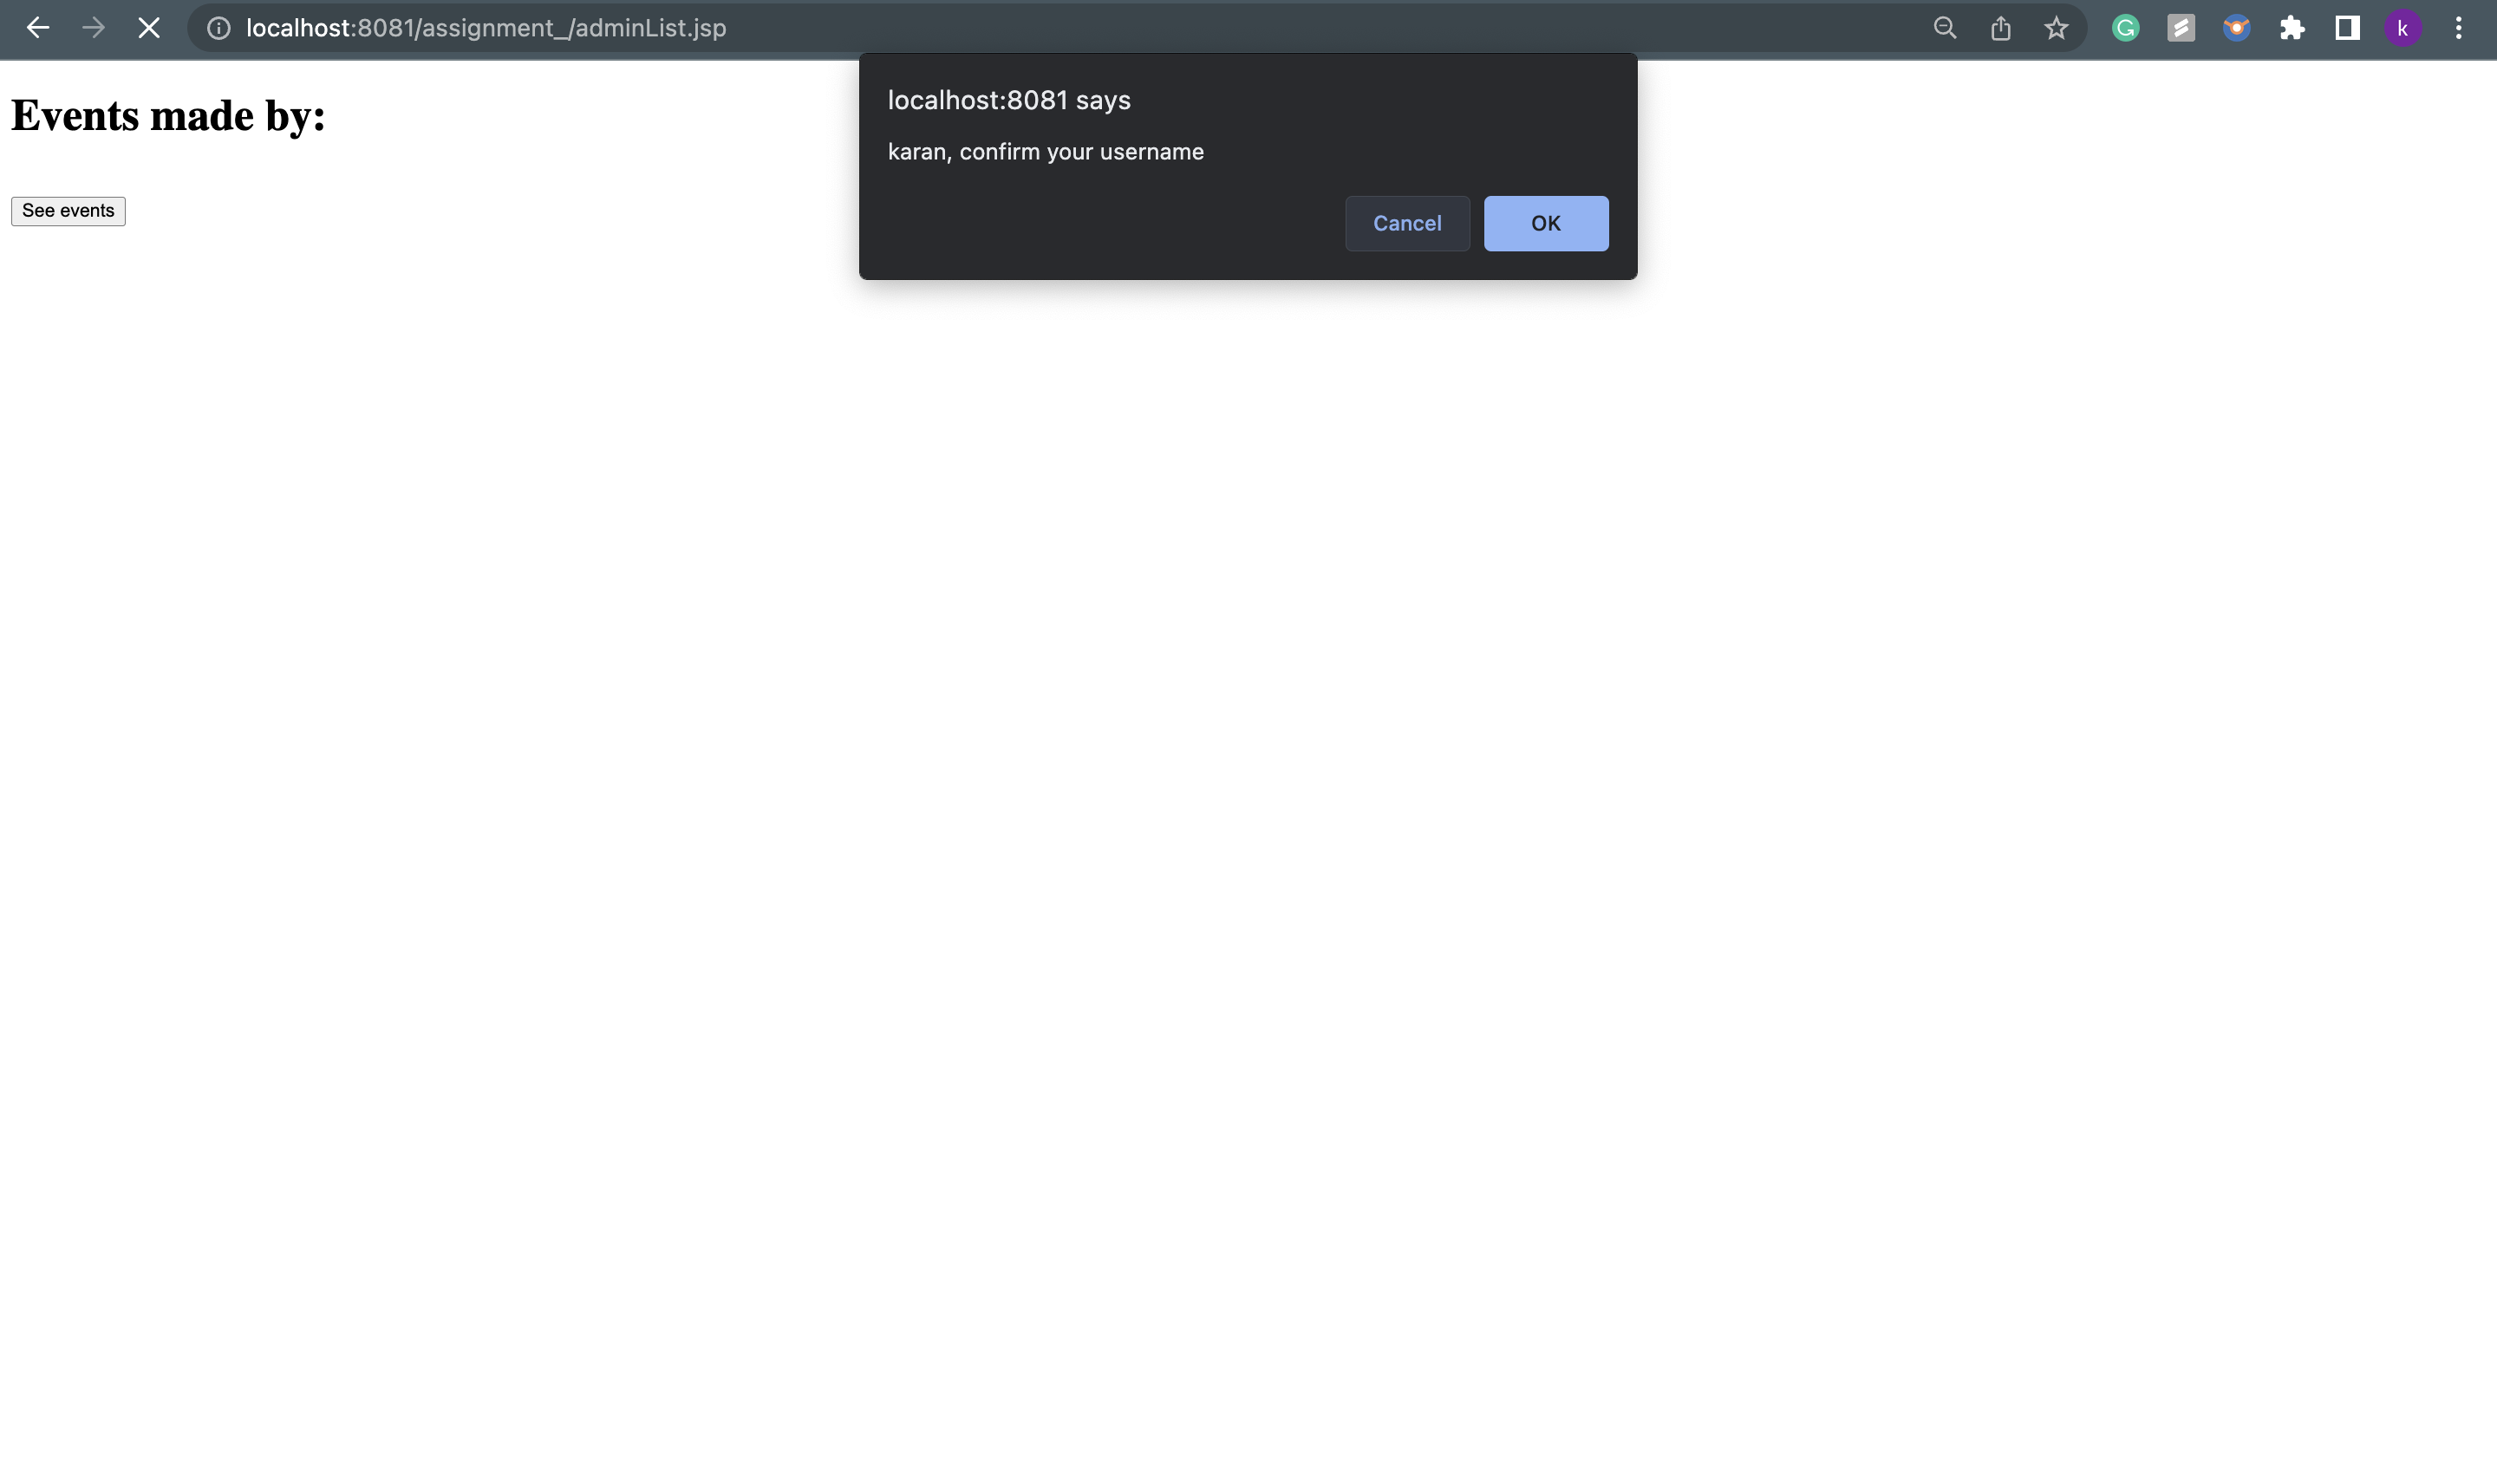 localhost:8081/assignment_/adminList.jsp
k
localhost:8081 says
Events made by:
karan, confirm your username
See events
Cancel
OK